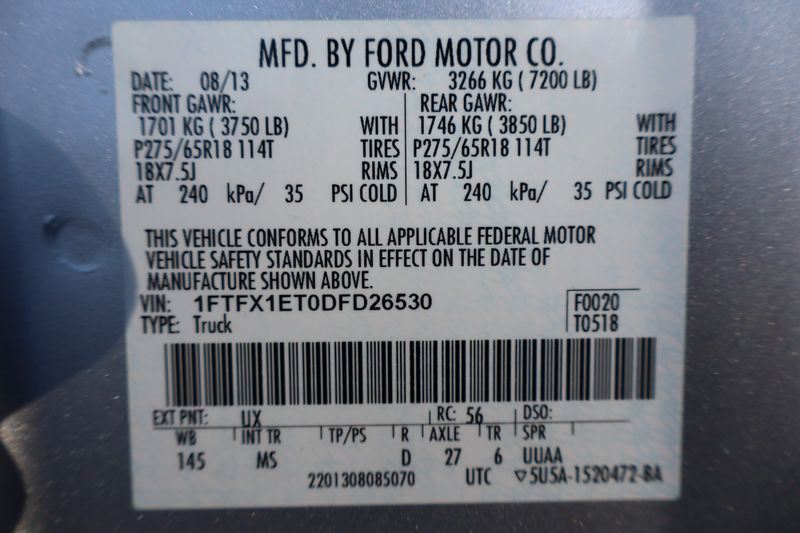 MFD. BY FORD MOTOR CO.
DATE: 08/13 GVWR: 3266 KG ( 7200 LB)
FRONT GAWR: REAR GAWR:
1701 KG ( 3750 LB) WITH 1746 KG ( 3850 LB) WITH
P275/65R18 114T TIRES P275/65R18 114T TIRES
18X7.5J RIMS 18X7.5J RIMS
AT 240 kPa/ 35 PSI COLD AT 240 kPa/ 35 PSI COLD
THIS VEHICLE CONFORMS TO ALL APPLICABLE FEDERAL MOTOR
VEHICLE SAFETY STANDARDS IN EFFECT ON THE DATE OF
MANUFACTURE SHOWN ABOVE.
VIN: 1FTFX1ET0DFD26530 F0020
TYPE: Truck T0518
EXT PNT: UX RC: 56 DSO:
WB INT TR TP/PS R AXLE TR SPR
145 MS D 27 6 UUAA
2201308085070 UTC ▽5U5A-1520472-BA